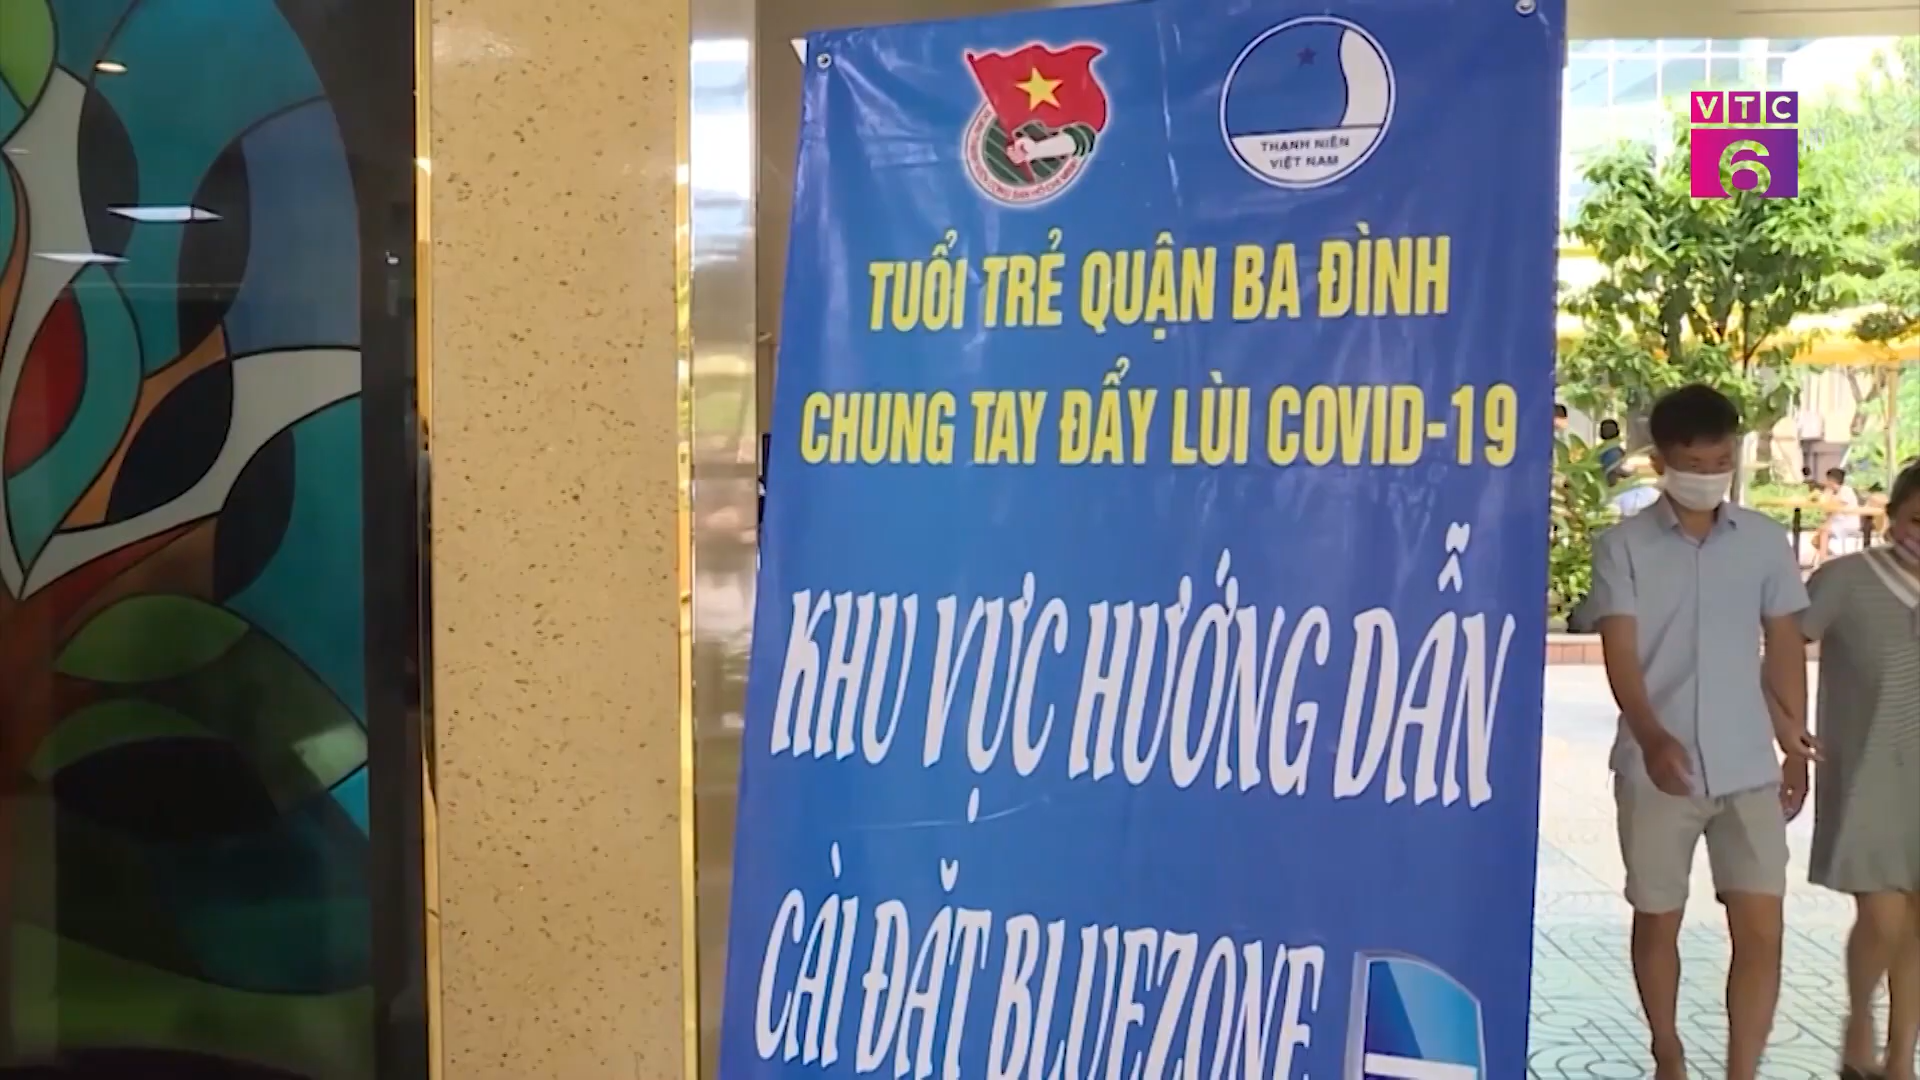 VTC
6
THANH NIÊN
VIỆT NAM
TUỔI TRẺ QUẬN BA ĐÌNH
CHUNG TAY ĐẨY LÙI COVID-19
KHU VỰC HƯỚNG DẪN
CÀI ĐẶT BLUEZONE